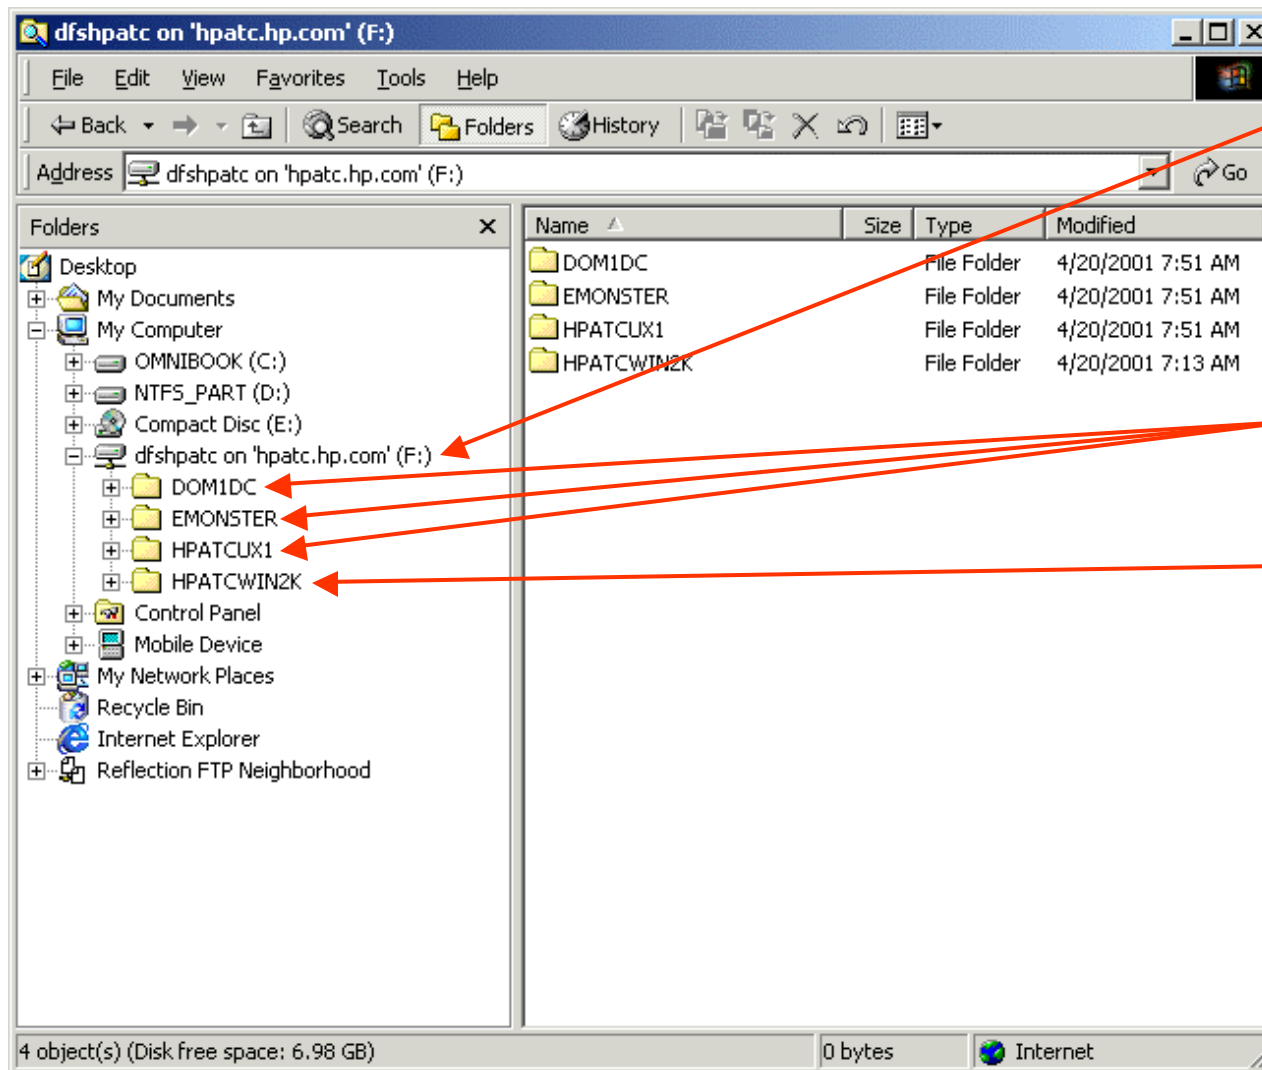 dfshpatc on 'hpatc.hp.com' (F:)
File Edit View Favorites Tools Help
Back Search Folders History
Address dfshpatc on 'hpatc.hp.com' (F:) Go
Folders
Desktop
My Documents
My Computer
OMNIBOOK (C:)
NTFS_PART (D:)
Compact Disc (E:)
dfshpatc on 'hpatc.hp.com' (F:)
DOM1DC
EMONSTER
HPATCUX1
HPATCWIN2K
Control Panel
Mobile Device
My Network Places
Recycle Bin
Internet Explorer
Reflection FTP Neighborhood
Name Size Type Modified
DOM1DC File Folder 4/20/2001 7:51 AM
EMONSTER File Folder 4/20/2001 7:51 AM
HPATCUX1 File Folder 4/20/2001 7:51 AM
HPATCWIN2K File Folder 4/20/2001 7:13 AM
4 object(s) (Disk free space: 6.98 GB) 0 bytes Internet